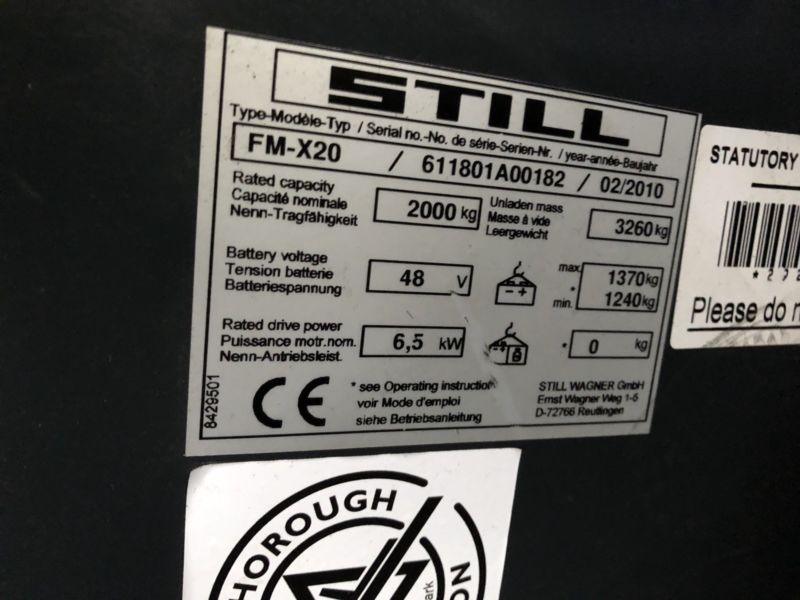 STILL
Type-Modèle-Typ / Serial no.-No. de série-Serien-Nr. / year-année-Baujahr
FM-X20 / 611801A00182 / 02/2010
Rated capacity
Capacité nominale
Nenn-Tragfähigkeit
2000 kg
Unladen mass
Masse à vide
Leergewicht
3260 kg
Battery voltage
Tension batterie
Batteriespannung
48 V
max. 1370 kg
*
min. 1240 kg
Rated drive power
Puissance motr.nom.
Nenn-Antriebsleist.
6,5 kW
* 0 kg
8429501
CE
* see Operating instruction
voir Mode d'emploi
siehe Betriebsanleitung
STILL WAGNER GmbH
Ernst Wagner Weg 1-5
D-72766 Reutlingen
STATUTORY
Please do
HOROUGH